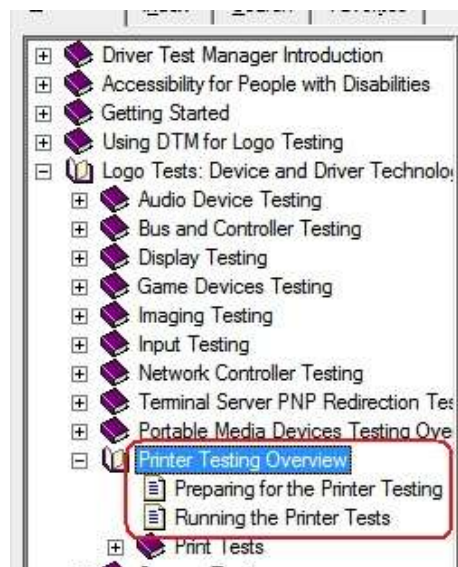 Driver Test Manager Introduction
Accessibility for People with Disabilities
Getting Started
Using DTM for Logo Testing
Logo Tests: Device and Driver Technolo
Audio Device Testing
Bus and Controller Testing
Display Testing
Game Devices Testing
Imaging Testing
Input Testing
Network Controller Testing
Terminal Server PNP Redirection Tes
Portable Media Devices Testing Ove
Printer Testing Overview
Preparing for the Printer Testing
Running the Printer Tests
Print Tests